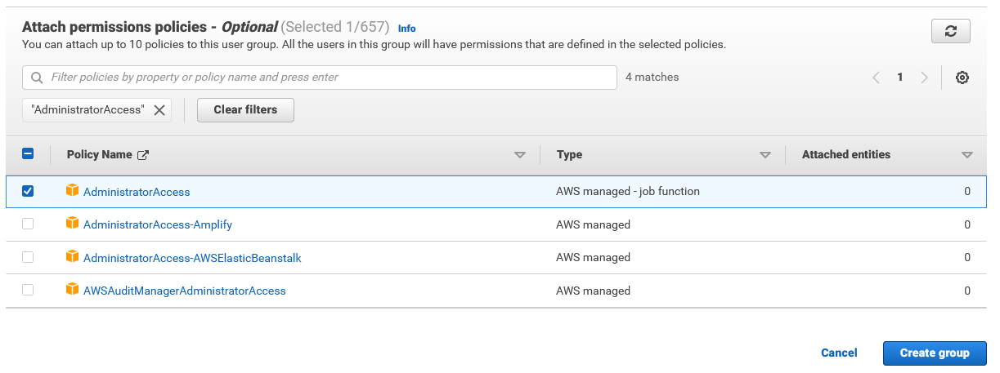 Attach permissions policies - Optional (Selected 1/657) Info
You can attach up to 10 policies to this user group. All the users in this group will have permissions that are defined in the selected policies.
Filter policies by property or policy name and press enter
4 matches
1
"AdministratorAccess"
Clear filters
Policy Name Type Attached entities
AdministratorAccess AWS managed - job function 0
AdministratorAccess-Amplify AWS managed 0
AdministratorAccess-AWSElasticBeanstalk AWS managed 0
AWSAuditManagerAdministratorAccess AWS managed 0
Cancel Create group